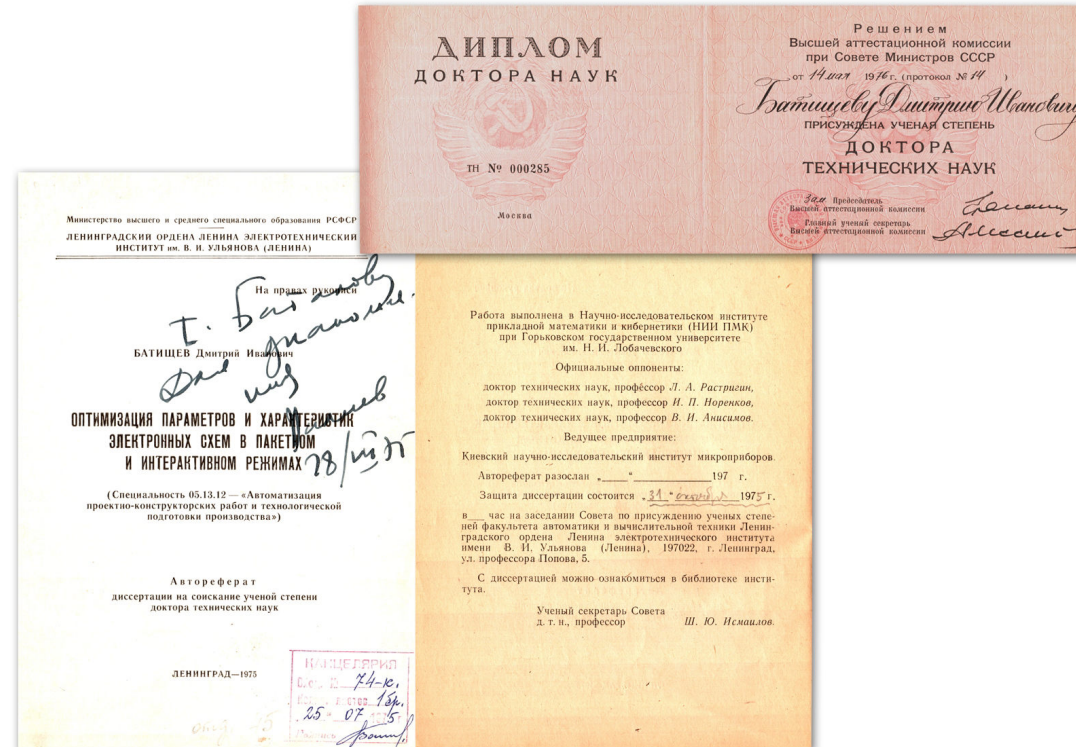 ДИПЛОМ
ДОКТОРА НАУК
ТН № 000285
Москва
Решением
Высшей аттестационной комиссии
при Совете Министров СССР
от 14 мая 1976 г. (протокол № 14 )
Батищеву Дмитрию Ивановичу
ПРИСУЖДЕНА УЧЕНАЯ СТЕПЕНЬ
ДОКТОРА
ТЕХНИЧЕСКИХ НАУК
Зам. Председатель
Высшей аттестационной комиссии
Главный ученый секретарь
Высшей аттестационной комиссии
Министерство высшего и среднего специального образования РСФСР
ЛЕНИНГРАДСКИЙ ОРДЕНА ЛЕНИНА ЭЛЕКТРОТЕХНИЧЕСКИЙ
ИНСТИТУТ им. В. И. УЛЬЯНОВА (ЛЕНИНА)
На правах рукописи
БАТИЩЕВ Дмитрий Иванович
ОПТИМИЗАЦИЯ ПАРАМЕТРОВ И ХАРАКТЕРИСТИК
ЭЛЕКТРОННЫХ СХЕМ В ПАКЕТНОМ
И ИНТЕРАКТИВНОМ РЕЖИМАХ
(Специальность 05.13.12 — «Автоматизация
проектно-конструкторских работ и технологической
подготовки производства»)
Автореферат
диссертации на соискание ученой степени
доктора технических наук
ЛЕНИНГРАД—1975
КАНЦЕЛЯРИЯ
74-к.
25 " 07
Работа выполнена в Научно-исследовательском институте
прикладной математики и кибернетики (НИИ ПМК)
при Горьковском государственном университете
им. Н. И. Лобачевского
Официальные оппоненты:
доктор технических наук, профессор Л. А. Растригин,
доктор технических наук, профессор И. П. Норенков,
доктор технических наук, профессор В. И. Анисимов.
Ведущее предприятие:
Киевский научно-исследовательский институт микроприборов.
Автореферат разослан „____“____________197 г.
Защита диссертации состоится „31“ октября 1975 г.
в___ час на заседании Совета по присуждению ученых степе-
ней факультета автоматики и вычислительной техники Ленин-
градского ордена Ленина электротехнического института
имени В. И. Ульянова (Ленина), 197022, г. Ленинград,
ул. профессора Попова, 5.
С диссертацией можно ознакомиться в библиотеке инсти-
тута.
Ученый секретарь Совета
д. т. н., профессор Ш. Ю. Исмаилов.